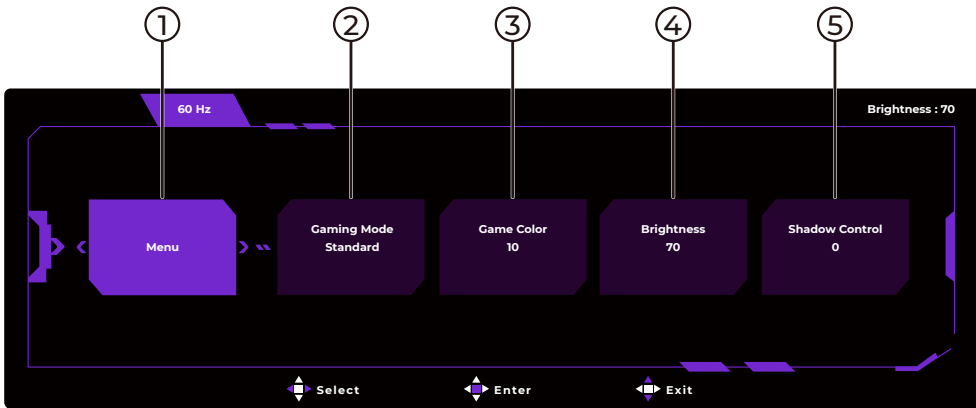 ① ② ③ ④ ⑤
60 Hz
Brightness : 70
Menu
Gaming Mode
Standard
Game Color
10
Brightness
70
Shadow Control
0
Select Enter Exit